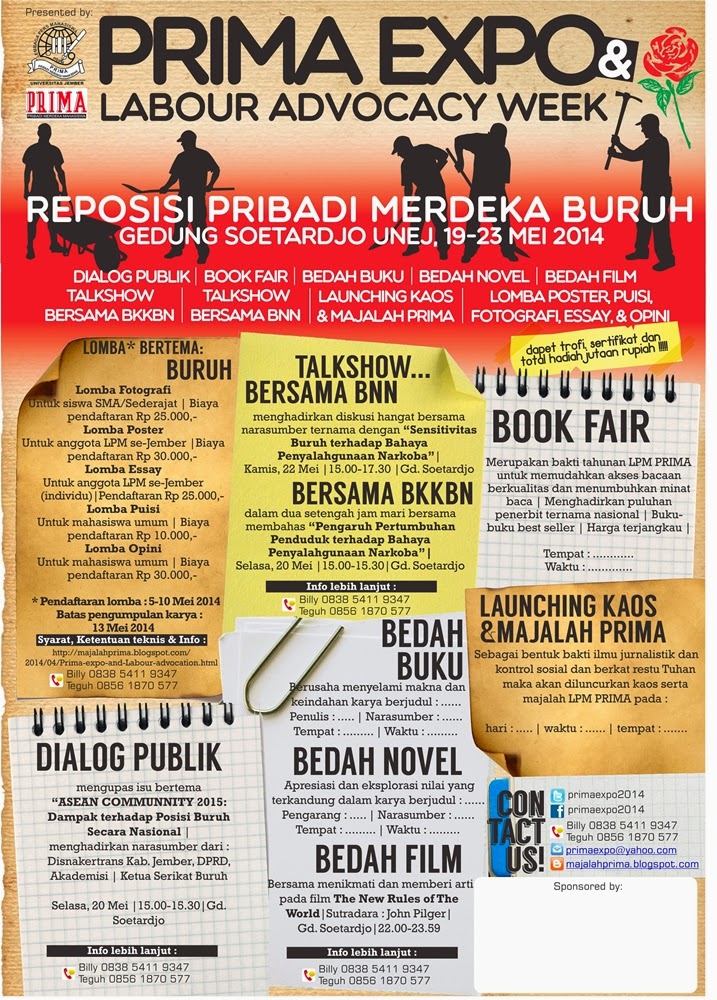 Presented by:
PRIMA
UNIVERSITAS JEMBER
PRIMA
PRIBADI MERDEKA MAHASISWA
PRIMA EXPO &
LABOUR ADVOCACY WEEK
REPOSISI PRIBADI MERDEKA BURUH
GEDUNG SOETARDJO UNEJ, 19-23 MEI 2014
DIALOG PUBLIK | BOOK FAIR | BEDAH BUKU | BEDAH NOVEL | BEDAH FILM
TALKSHOW BERSAMA BKKBN | TALKSHOW BERSAMA BNN | LAUNCHING KAOS & MAJALAH PRIMA | LOMBA POSTER, PUISI, FOTOGRAFI, ESSAY, & OPINI
dapet trofi, sertifikat dan
total hadiah jutaan rupiah !!!!!
LOMBA* BERTEMA:
BURUH
Lomba Fotografi
Untuk siswa SMA/Sederajat | Biaya
pendaftaran Rp 25.000,-
Lomba Poster
Untuk anggota LPM se-Jember |Biaya
pendaftaran Rp 30.000,-
Lomba Essay
Untuk anggota LPM se-Jember
(individu)|Pendaftaran Rp 25.000,-
Lomba Puisi
Untuk mahasiswa umum | Biaya
pendaftaran Rp 10.000,-
Lomba Opini
Untuk mahasiswa umum | Biaya
pendaftaran Rp 30.000,-
* Pendaftaran lomba : 5-10 Mei 2014
Batas pengumpulan karya :
13 Mei 2014
Syarat, Ketentuan teknis & Info :
http://majalahprima.blogspot.com/
2014/04/Prima-expo-and-Labour-advocation.html
Billy 0838 5411 9347
Teguh 0856 1870 577
TALKSHOW...
BERSAMA BNN
menghadirkan diskusi hangat bersama
narasumber ternama dengan "Sensitivitas
Buruh terhadap Bahaya
Penyalahgunaan Narkoba"|
Kamis, 22 Mei |15.00-17.30 |Gd. Soetardjo
BERSAMA BKKBN
dalam dua setengah jam mari bersama
membahas "Pengaruh Pertumbuhan
Penduduk terhadap Bahaya
Penyalahgunaan Narkoba" |
Selasa, 20 Mei |15.00-15.30|Gd. Soetardjo
Info lebih lanjut :
Billy 0838 5411 9347
Teguh 0856 1870 577
BOOK FAIR
Merupakan bakti tahunan LPM PRIMA
untuk memudahkan akses bacaan
berkualitas dan menumbuhkan minat
baca | Menghadirkan puluhan
penerbit ternama nasional | Buku-
buku best seller | Harga terjangkau |
Tempat : ............
Waktu : .............
LAUNCHING KAOS
&MAJALAH PRIMA
Sebagai bentuk bakti ilmu jurnalistik dan
kontrol sosial dan berkat restu Tuhan
maka akan diluncurkan kaos serta
majalah LPM PRIMA pada :
hari : ..... | waktu : ...... | tempat : .......
BEDAH
BUKU
Berusaha menyelami makna dan
keindahan karya berjudul : ......
Penulis : ..... | Narasumber : .....
Tempat : ......... | Waktu : .........
BEDAH NOVEL
Apresiasi dan eksplorasi nilai yang
terkandung dalam karya berjudul : .....
Pengarang : ..... | Narasumber : ....
Tempat : ......... | Waktu : .........
BEDAH FILM
Bersama menikmati dan memberi arti
pada film The New Rules of The
World|Sutradara : John Pilger|
Gd. Soetardjo|22.00-23.59
Info lebih lanjut :
Billy 0838 5411 9347
Teguh 0856 1870 577
DIALOG PUBLIK
mengupas isu bertema
"ASEAN COMMUNNITY 2015:
Dampak terhadap Posisi Buruh
Secara Nasional |
menghadirkan narasumber dari :
Disnakertrans Kab. Jember, DPRD,
Akademisi | Ketua Serikat Buruh
Selasa, 20 Mei |15.00-15.30|Gd.
Soetardjo
Info lebih lanjut :
Billy 0838 5411 9347
Teguh 0856 1870 577
CONTACT US!
primaexpo2014
primaexpo2014
Billy 0838 5411 9347
Teguh 0856 1870 577
primaexpo@yahoo.com
majalahprima.blogspot.com
Sponsored by: